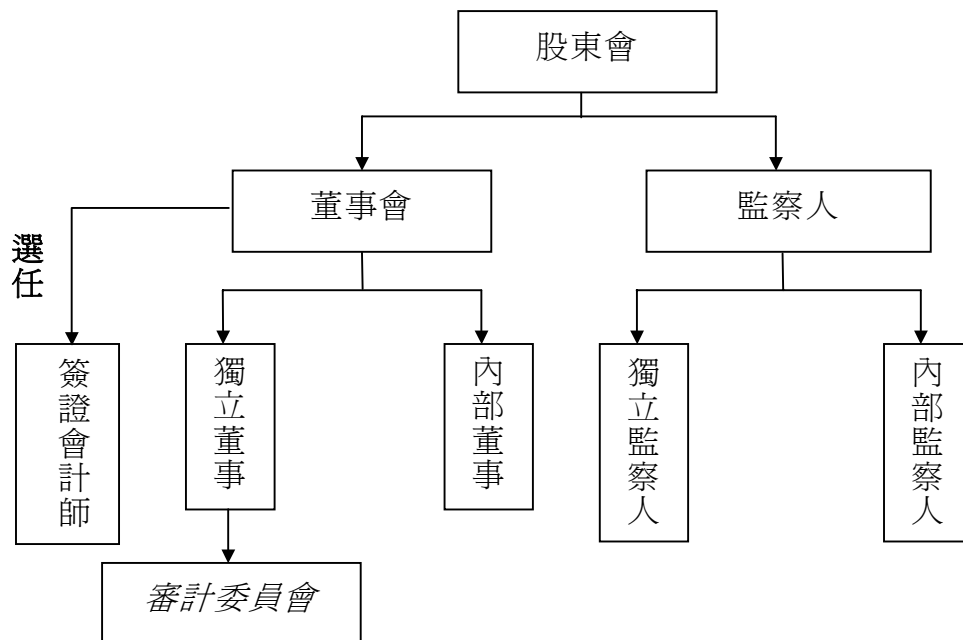 股東會
董事會
監察人
選任
簽證會計師
獨立董事
內部董事
獨立監察人
內部監察人
審計委員會